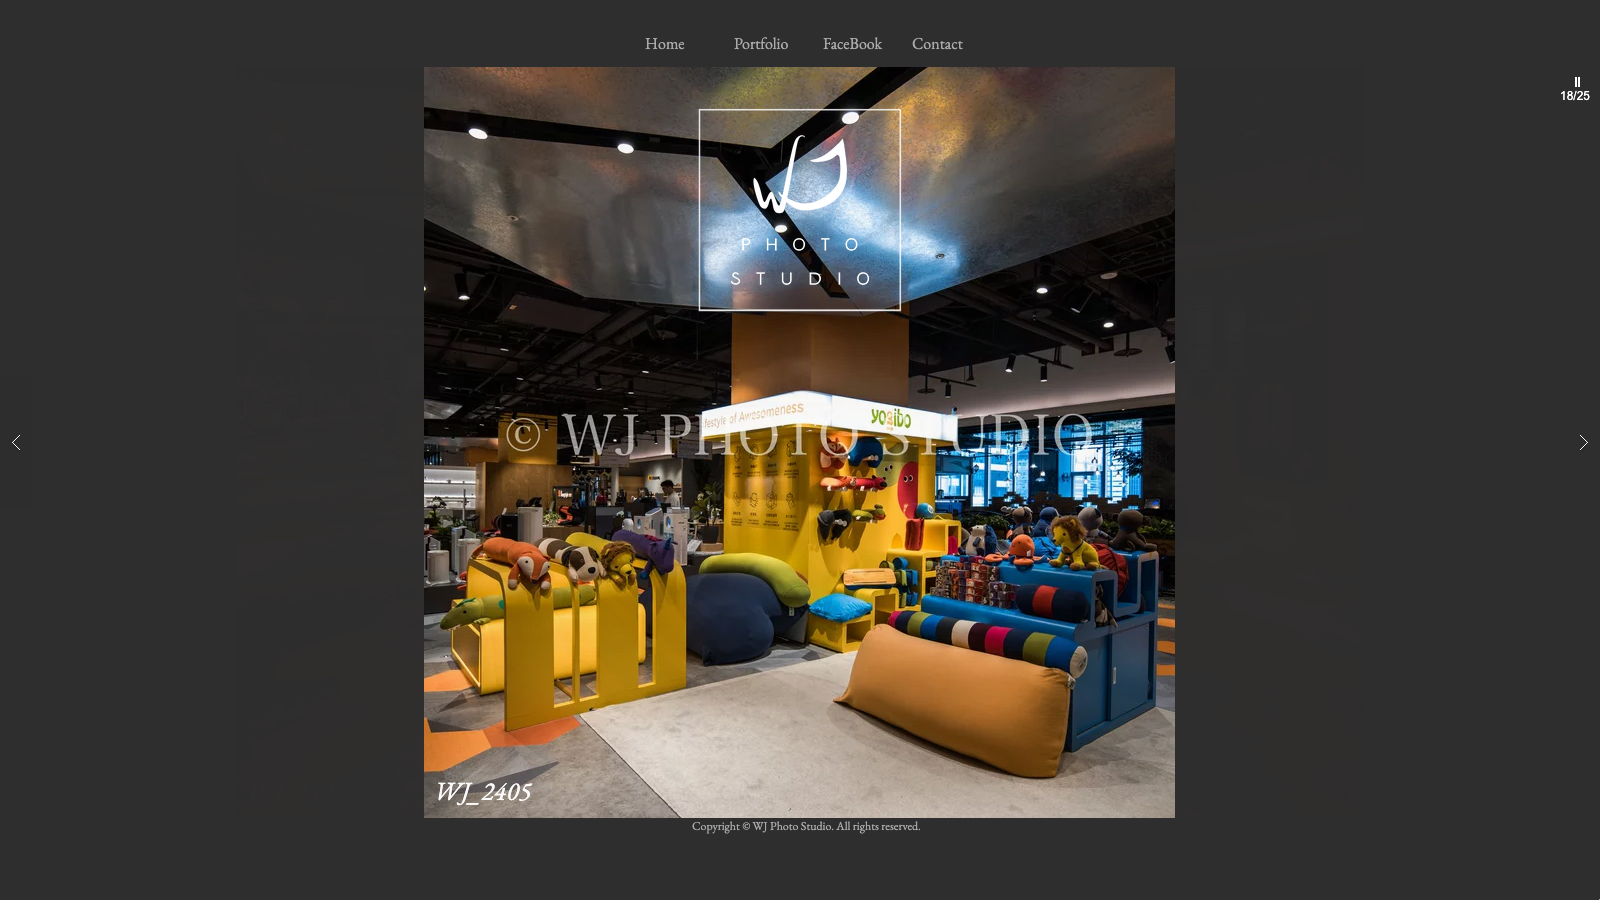 Home
Portfolio
FaceBook
Contact
18/25
WJ
PHOTO
STUDIO
festyle of Awesomeness
yogibo
© WJ PHOTO STUDIO
WJ_2405
Copyright © WJ Photo Studio. All rights reserved.